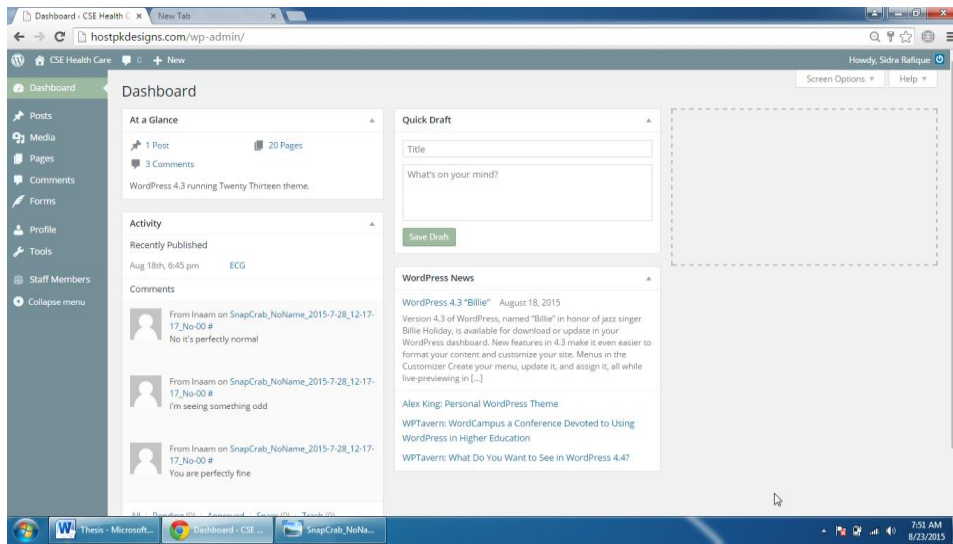 Dashboard ‹ CSE Health C
New Tab
hostpkdesigns.com/wp-admin/
CSE Health Care 0 + New
Howdy, Sidra Rafique
Screen Options
Help
Dashboard
Posts
Media
Pages
Comments
Forms
Profile
Tools
Staff Members
Collapse menu
Dashboard
At a Glance
1 Post
20 Pages
3 Comments
WordPress 4.3 running Twenty Thirteen theme.
Activity
Recently Published
Aug 18th, 6:45 pm ECG
Comments
From Inaam on SnapCrab_NoName_2015-7-28_12-17-
17_No-00 #
No it's perfectly normal
From Inaam on SnapCrab_NoName_2015-7-28_12-17-
17_No-00 #
i'm seeing something odd
From Inaam on SnapCrab_NoName_2015-7-28_12-17-
17_No-00 #
You are perfectly fine
All | Pending (0) | Approved | Spam (0) | Trash (0)
Quick Draft
Title
What's on your mind?
Save Draft
WordPress News
WordPress 4.3 "Billie" August 18, 2015
Version 4.3 of WordPress, named "Billie" in honor of jazz singer
Billie Holiday, is available for download or update in your
WordPress dashboard. New features in 4.3 make it even easier to
format your content and customize your site. Menus in the
Customizer Create your menu, update it, and assign it, all while
live-previewing in [...]
Alex King: Personal WordPress Theme
WPTavern: WordCampus a Conference Devoted to Using
WordPress in Higher Education
WPTavern: What Do You Want to See in WordPress 4.4?
Thesis - Microsoft...
Dashboard ‹ CSE ...
SnapCrab_NoNa...
7:51 AM
8/23/2015